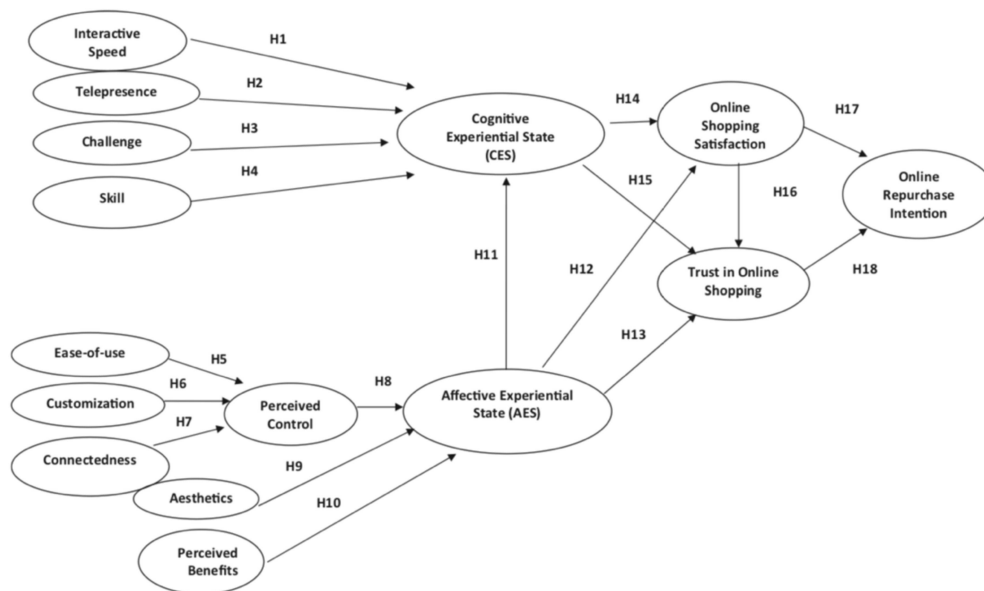 Interactive
Speed
H1
Telepresence
H2
Challenge
H3
Skill
H4
Cognitive
Experiential State
(CES)
H14
Online
Shopping
Satisfaction
H17
Online
Repurchase
Intention
H15
H16
H11
H12
Trust in Online
Shopping
H18
H13
Ease-of-use
H5
Customization
H6
Connectedness
H7
Perceived
Control
H8
Affective Experiential
State (AES)
Aesthetics
H9
Perceived
Benefits
H10